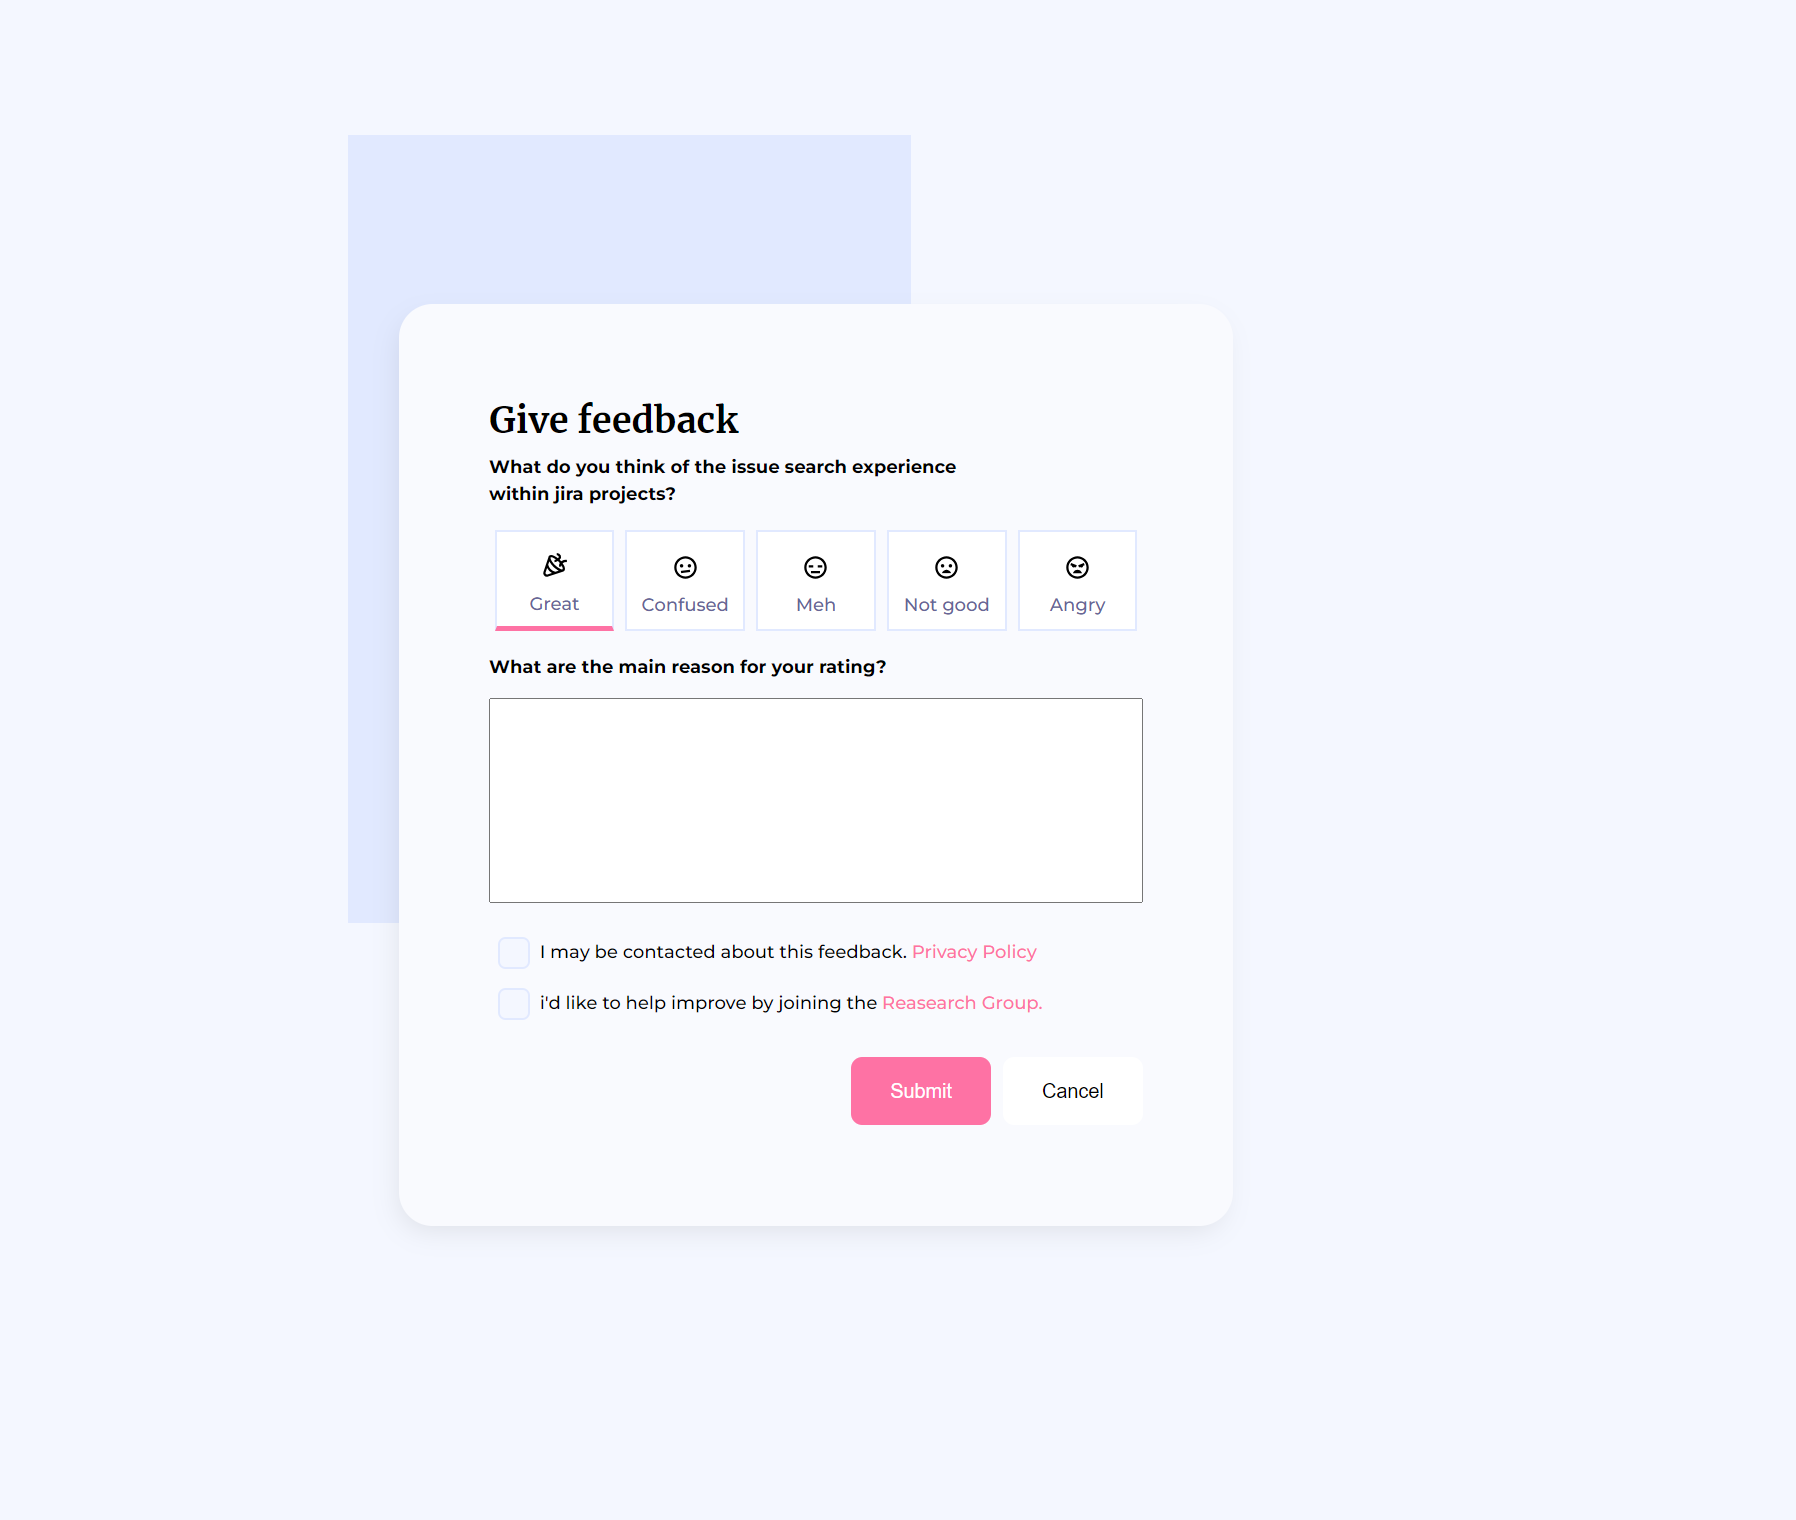 Give feedback
What do you think of the issue search experience
within jira projects?
Great Confused Meh Not good Angry
What are the main reason for your rating?
I may be contacted about this feedback. Privacy Policy
i'd like to help improve by joining the Reasearch Group.
Submit Cancel